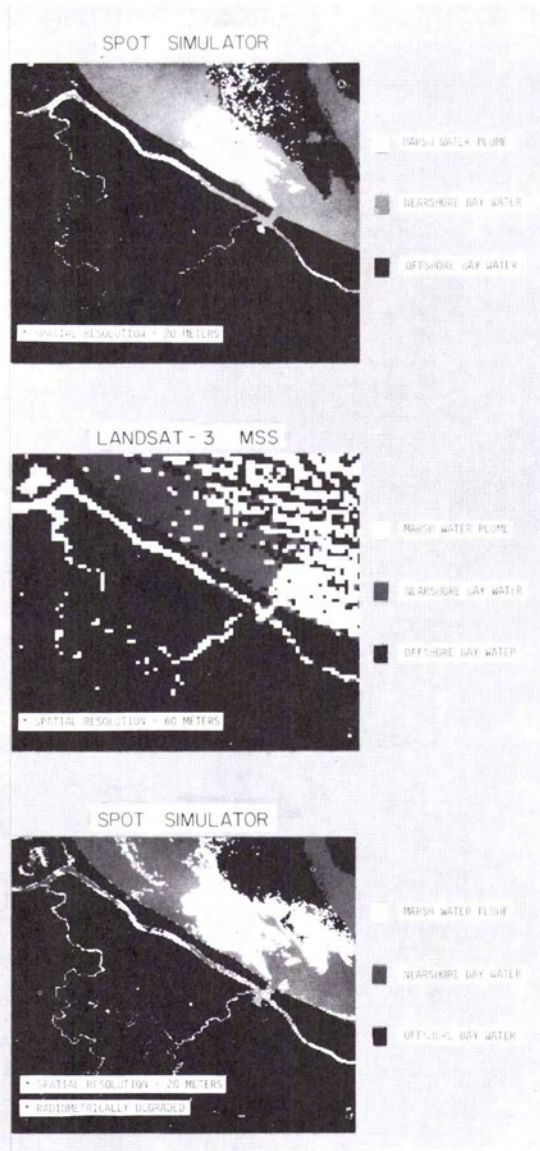 SPOT SIMULATOR
MARSH WATER PLUME
NEARSHORE BAY WATER
OFFSHORE BAY WATER
* SPATIAL RESOLUTION - 20 METERS
LANDSAT-3 MSS
MARSH WATER PLUME
NEARSHORE BAY WATER
OFFSHORE BAY WATER
* SPATIAL RESOLUTION - 60 METERS
SPOT SIMULATOR
MARSH WATER PLUME
NEARSHORE BAY WATER
OFFSHORE BAY WATER
* SPATIAL RESOLUTION - 20 METERS
* RADIOMETRICALLY DEGRADED